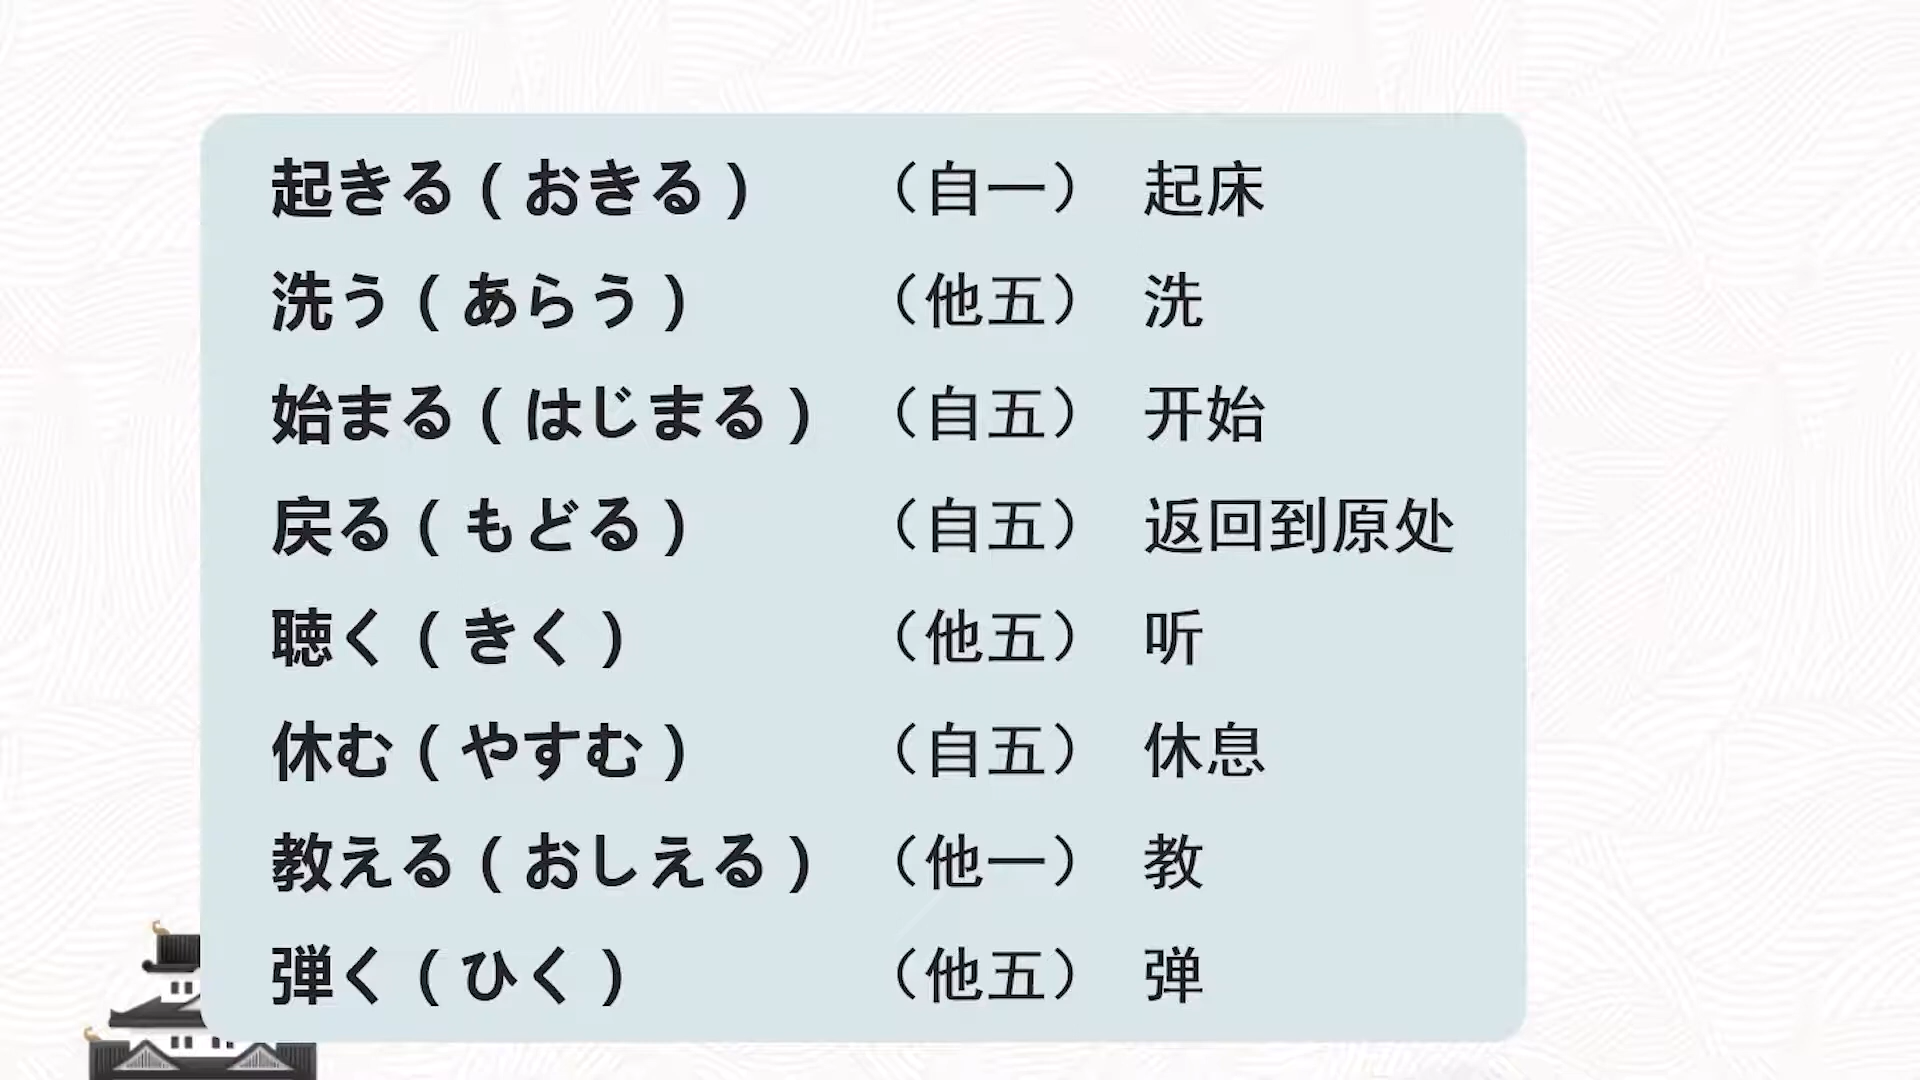 起きる(おきる) (自一) 起床
洗う(あらう) (他五) 洗
始まる(はじまる) (自五) 开始
戻る(もどる) (自五) 返回到原处
聴く(きく) (他五) 听
休む(やすむ) (自五) 休息
教える(おしえる) (他一) 教
弾く(ひく) (他五) 弹